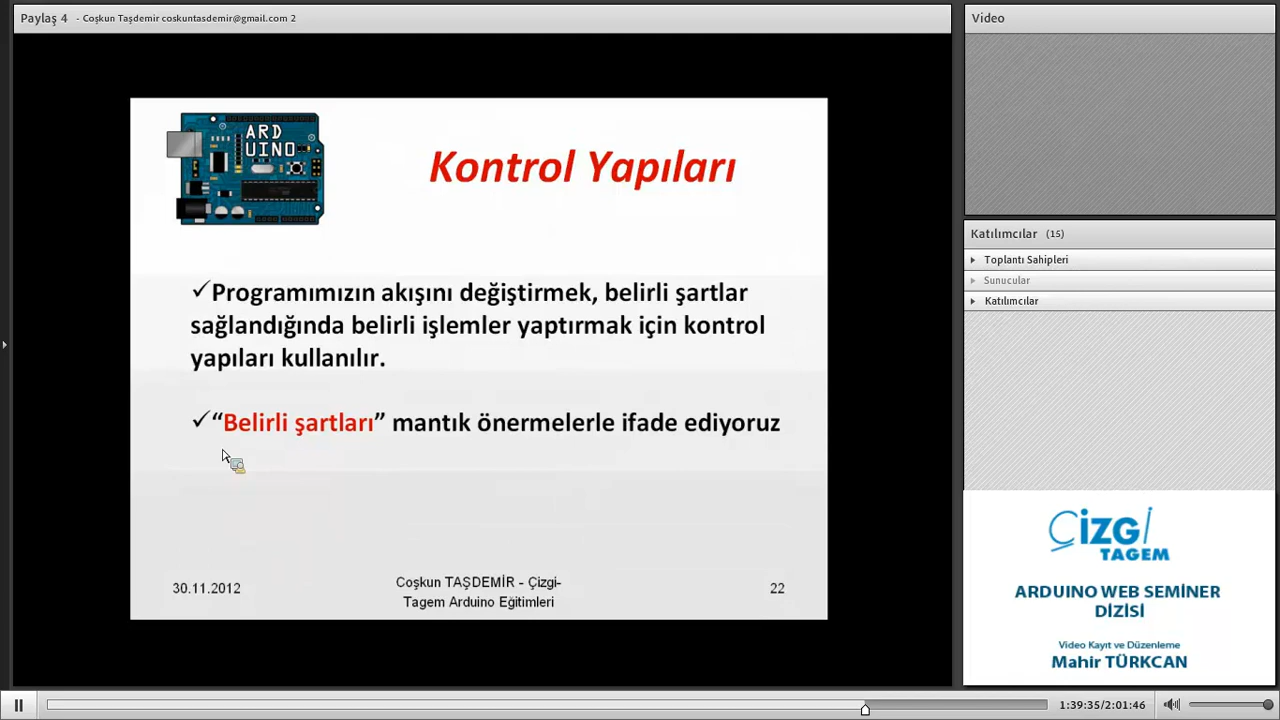 Paylaş 4 - Coşkun Taşdemir coskuntasdemir@gmail.com 2
Video
ARD
UINO
Kontrol Yapıları
✓Programımızın akışını değiştirmek, belirli şartlar
sağlandığında belirli işlemler yaptırmak için kontrol
yapıları kullanılır.
✓“Belirli şartları” mantık önermelerle ifade ediyoruz
30.11.2012
Coşkun TAŞDEMİR - Çizgi-
Tagem Arduino Eğitimleri
22
Katılımcılar (15)
Toplantı Sahipleri
Sunucular
Katılımcılar
ÇİZGİ
TAGEM
ARDUINO WEB SEMINER
DİZİSİ
Video Kayıt ve Düzenleme
Mahir TÜRKCAN
1:39:35/2:01:46